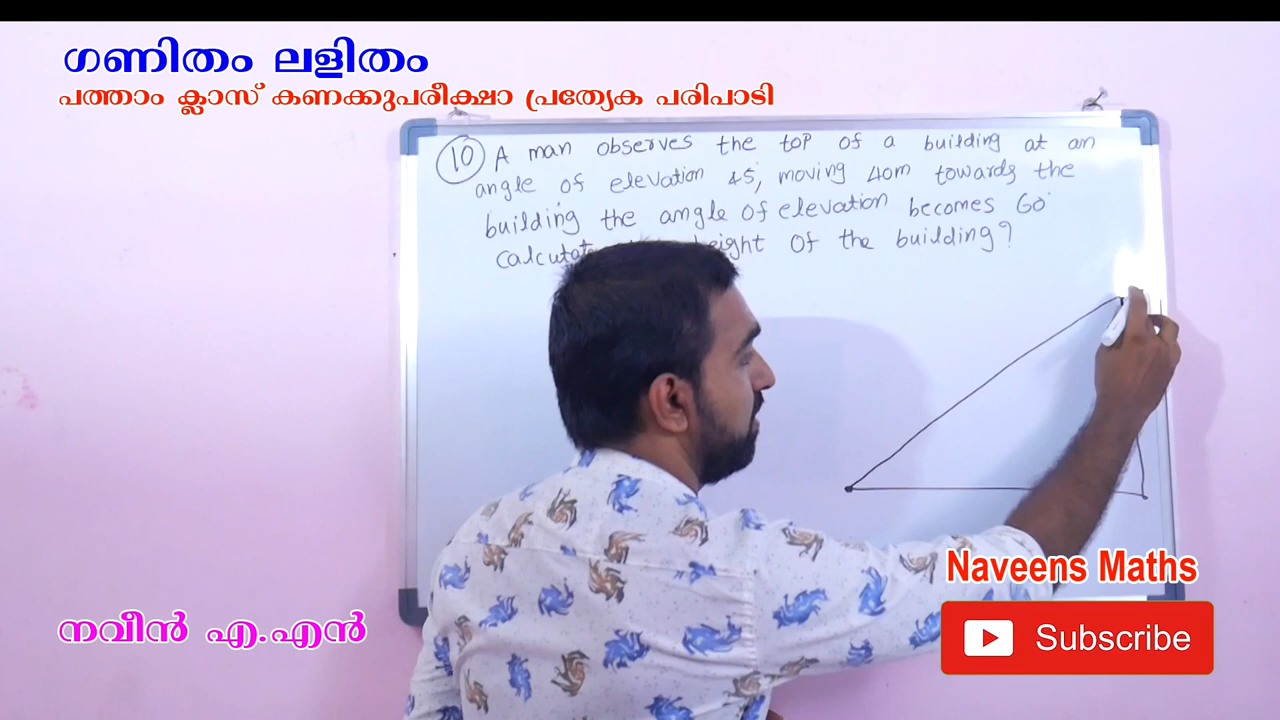 ഗണിതം ലളിതം
പത്താം ക്ലാസ് കണക്കുപരീക്ഷാ പ്രത്യേക പരിപാടി
10 A man observes the top of a building at an
angle of elevation 45°, moving 40m towards the
building the angle of elevation becomes 60°
height of the building?
Naveens Maths
നവീൻ എ.എൻ
Subscribe